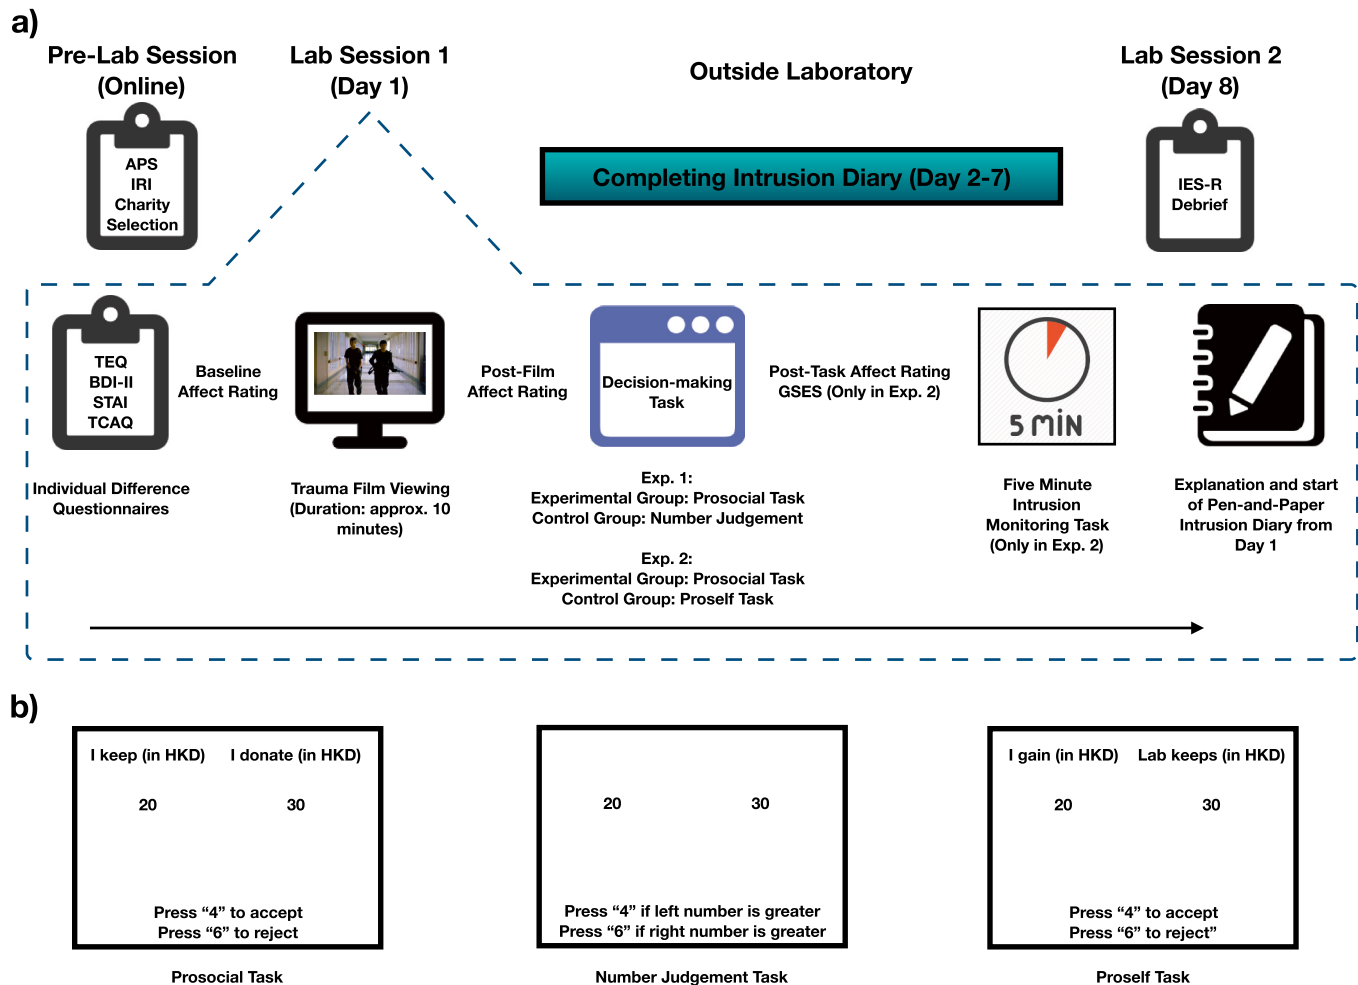 a)
Pre-Lab Session
(Online)
Lab Session 1
(Day 1)
Outside Laboratory
Lab Session 2
(Day 8)
APS
IRI
Charity
Selection
Completing Intrusion Diary (Day 2-7)
IES-R
Debrief
TEQ
BDI-II
STAI
TCAQ
Individual Difference
Questionnaires
Baseline
Affect Rating
Trauma Film Viewing
(Duration: approx. 10
minutes)
Post-Film
Affect Rating
Decision-making
Task
Exp. 1:
Experimental Group: Prosocial Task
Control Group: Number Judgement
Exp. 2:
Experimental Group: Prosocial Task
Control Group: Proself Task
Post-Task Affect Rating
GSES (Only in Exp. 2)
5 MiN
Five Minute
Intrusion
Monitoring Task
(Only in Exp. 2)
Explanation and start
of Pen-and-Paper
Intrusion Diary from
Day 1
b)
I keep (in HKD) I donate (in HKD)
20 30
Press “4” to accept
Press “6” to reject
Prosocial Task
20 30
Press “4” if left number is greater
Press “6” if right number is greater
Number Judgement Task
I gain (in HKD) Lab keeps (in HKD)
20 30
Press “4” to accept
Press “6” to reject”
Proself Task